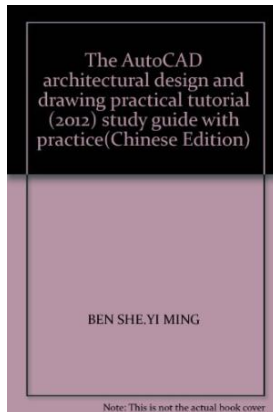 The AutoCAD
architectural design and
drawing practical tutorial
(2012) study guide with
practice(Chinese Edition)
BEN SHE.YI MING
Note: This is not the actual book cover